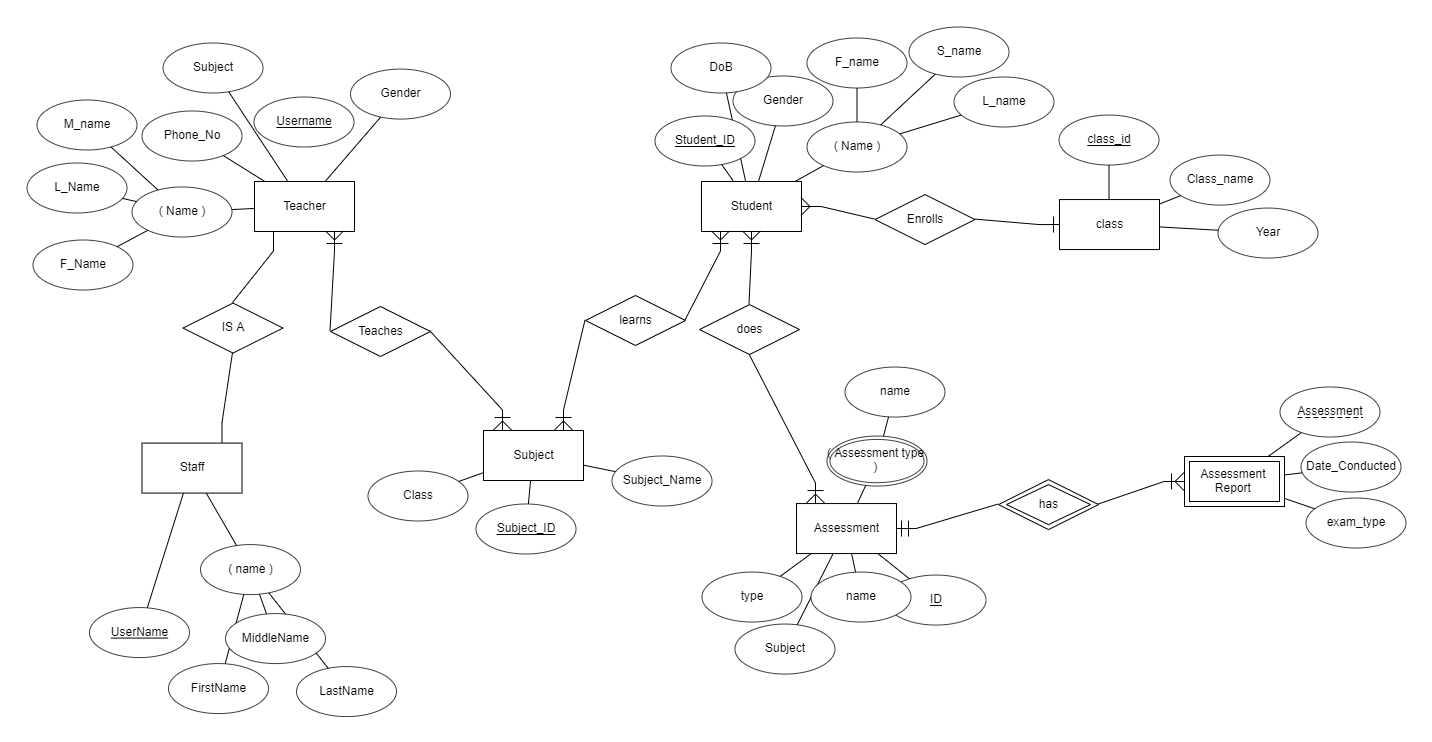 Subject
Gender
Username
Phone_No
M_name
L_Name
( Name )
F_Name
Teacher
IS A
Teaches
Staff
UserName
( name )
MiddleName
FirstName
LastName
DoB
Gender
Student_ID
F_name
S_name
L_name
( Name )
Student
Enrolls
class_id
Class_name
Year
class
learns
does
Subject
Class
Subject_ID
Subject_Name
name
( Assessment type
)
Assessment
type
name
ID
Subject
has
Assessment
Report
Assessment
Date_Conducted
exam_type